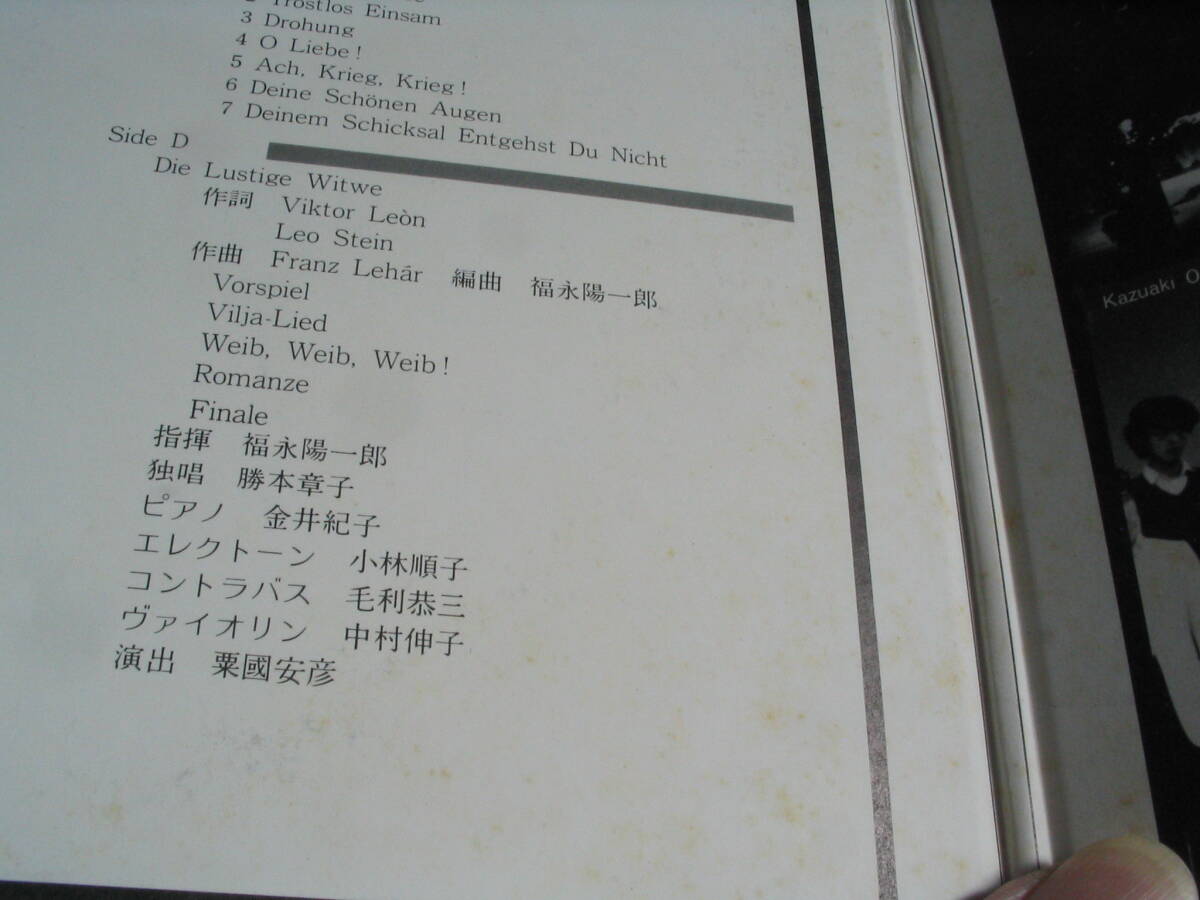 2 Trostlos Einsam
3 Drohung
4 O Liebe!
5 Ach, Krieg, Krieg!
6 Deine Schönen Augen
7 Deinem Schicksal Entgehst Du Nicht
Side D
Die Lustige Witwe
作詞 Viktor Leòn
Leo Stein
作曲 Franz Lehár 編曲 福永陽一郎
Vorspiel
Vilja-Lied
Weib, Weib, Weib!
Romanze
Finale
指揮 福永陽一郎
独唱 勝本章子
ピアノ 金井紀子
エレクトーン 小林順子
コントラバス 毛利恭三
ヴァイオリン 中村伸子
演出 粟國安彦
Kazuaki